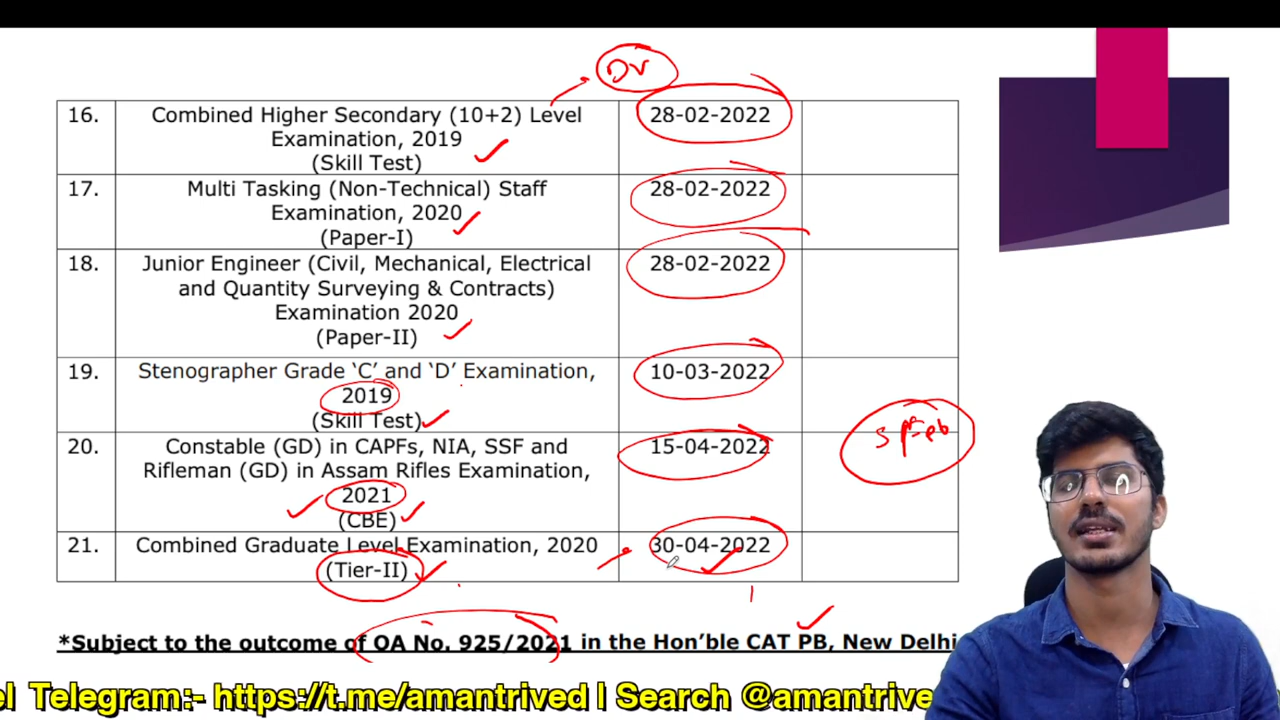 DV
16. Combined Higher Secondary (10+2) Level 28-02-2022
Examination, 2019
(Skill Test)
17. Multi Tasking (Non-Technical) Staff 28-02-2022
Examination, 2020
(Paper-I)
18. Junior Engineer (Civil, Mechanical, Electrical 28-02-2022
and Quantity Surveying & Contracts)
Examination 2020
(Paper-II)
19. Stenographer Grade ‘C’ and ‘D’ Examination, 10-03-2022
2019
(Skill Test)
20. Constable (GD) in CAPFs, NIA, SSF and 15-04-2022
Rifleman (GD) in Assam Rifles Examination,
2021
(CBE)
21. Combined Graduate Level Examination, 2020 30-04-2022
(Tier-II)
*Subject to the outcome of OA No. 925/2021 in the Hon’ble CAT PB, New Delhi
el Telegram:- https://t.me/amantrived | Search @amantrive